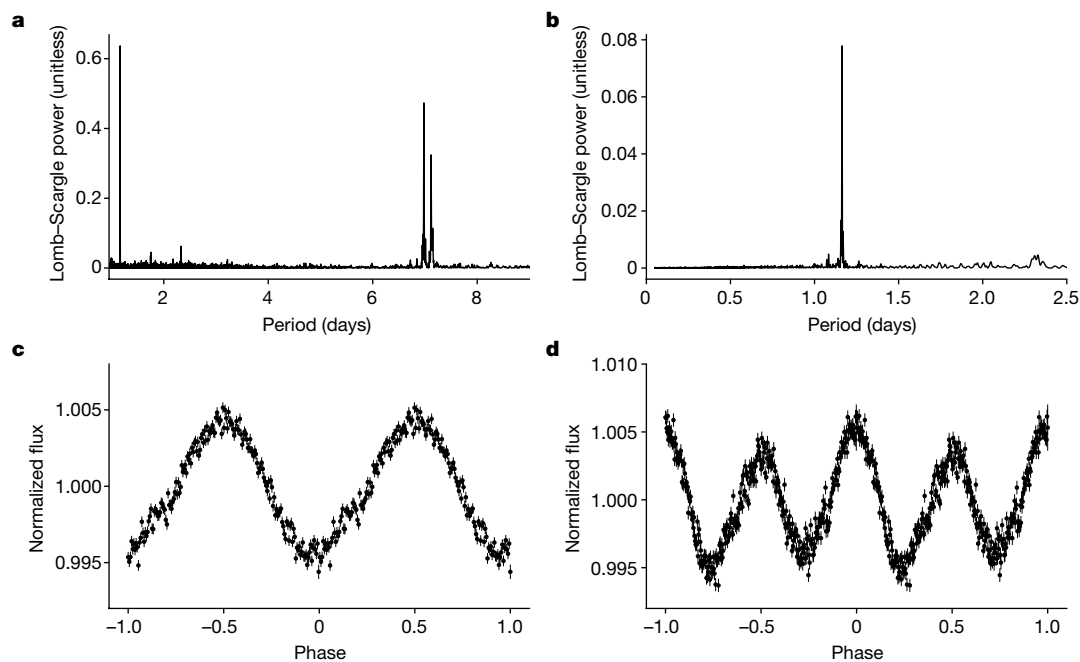 a
Lomb–Scargle power (unitless)
0.6
0.4
0.2
0
2 4 6 8
Period (days)
b
Lomb–Scargle power (unitless)
0.08
0.06
0.04
0.02
0
0 0.5 1.0 1.5 2.0 2.5
Period (days)
c
Normalized flux
1.005
1.000
0.995
–1.0 –0.5 0 0.5 1.0
Phase
d
Normalized flux
1.010
1.005
1.000
0.995
–1.0 –0.5 0 0.5 1.0
Phase